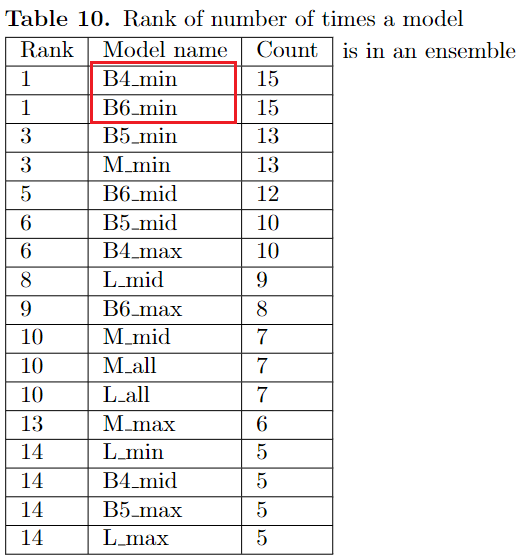 Table 10. Rank of number of times a model
is in an ensemble
Rank Model name Count
1 B4_min 15
1 B6_min 15
3 B5_min 13
3 M_min 13
5 B6_mid 12
6 B5_mid 10
6 B4_max 10
8 L_mid 9
9 B6_max 8
10 M_mid 7
10 M_all 7
10 L_all 7
13 M_max 6
14 L_min 5
14 B4_mid 5
14 B5_max 5
14 L_max 5